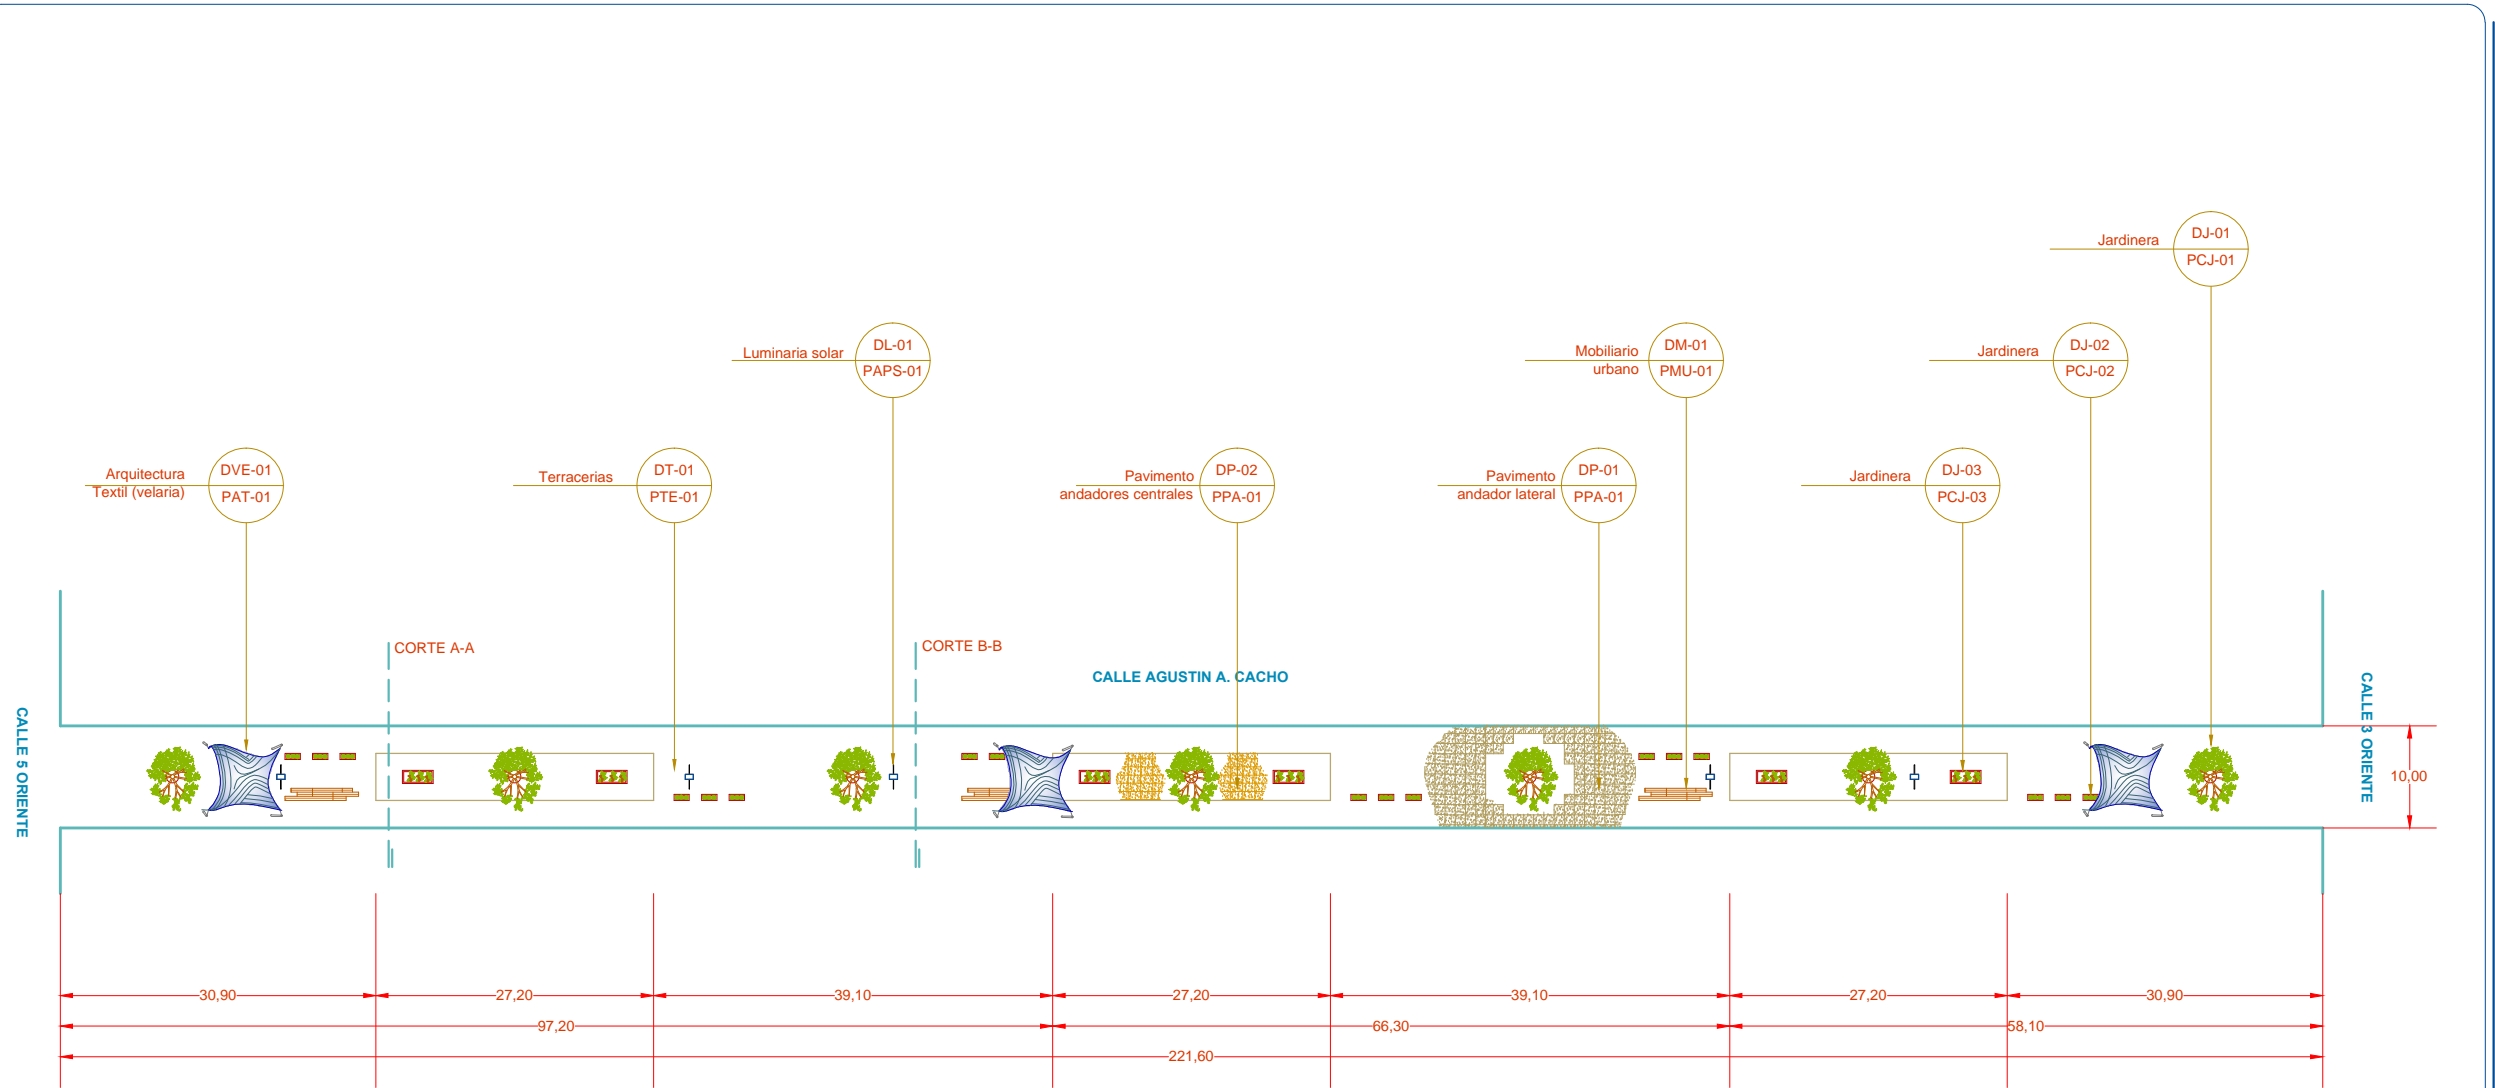 Jardinera
DJ-01
PCJ-01
Luminaria solar
DL-01
PAPS-01
Mobiliario
urbano
DM-01
PMU-01
Jardinera
DJ-02
PCJ-02
Arquitectura
Textil (velaria)
DVE-01
PAT-01
Terracerias
DT-01
PTE-01
Pavimento
andadores centrales
DP-02
PPA-01
Pavimento
andador lateral
DP-01
PPA-01
Jardinera
DJ-03
PCJ-03
CORTE A-A
CORTE B-B
CALLE AGUSTIN A. CACHO
CALLE 5 ORIENTE
CALLE 3 ORIENTE
10,00
30,90
27,20
39,10
27,20
39,10
27,20
30,90
97,20
66,30
58,10
221,60